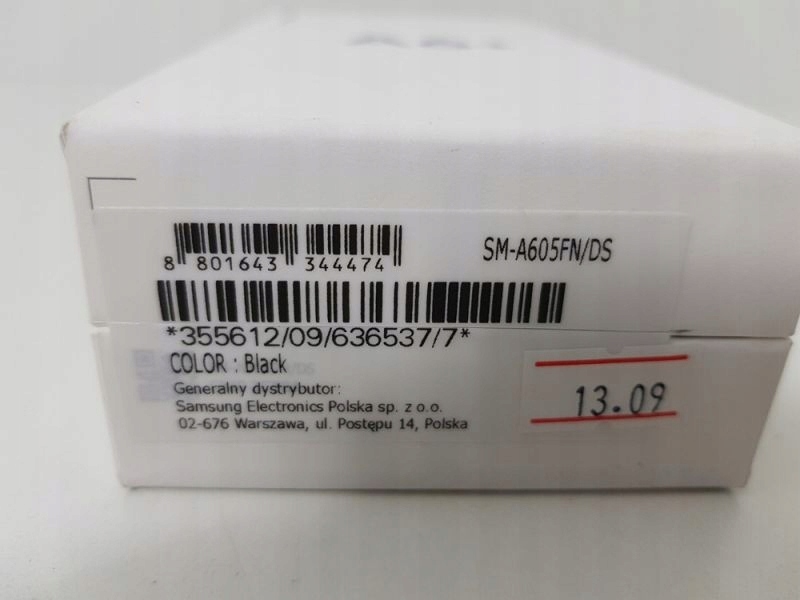 8 801643 344474
SM-A605FN/DS
*355612/09/636537/7*
COLOR : Black
Generalny dystrybutor:
Samsung Electronics Polska sp. z o.o.
02-676 Warszawa, ul. Postępu 14, Polska
13.09